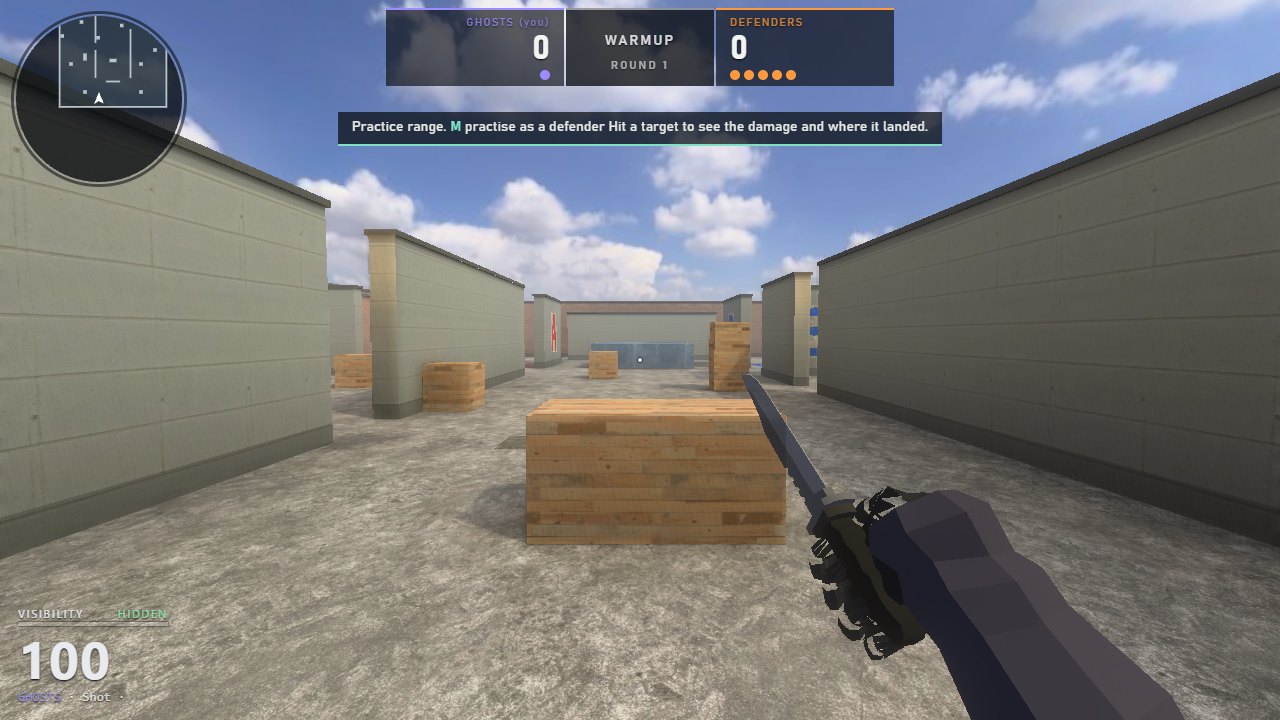 GHOSTS (you)
0
WARMUP
ROUND 1
DEFENDERS
0
Practice range. M practise as a defender Hit a target to see the damage and where it landed.
VISIBILITY HIDDEN
100
GHOSTS · Shot ·